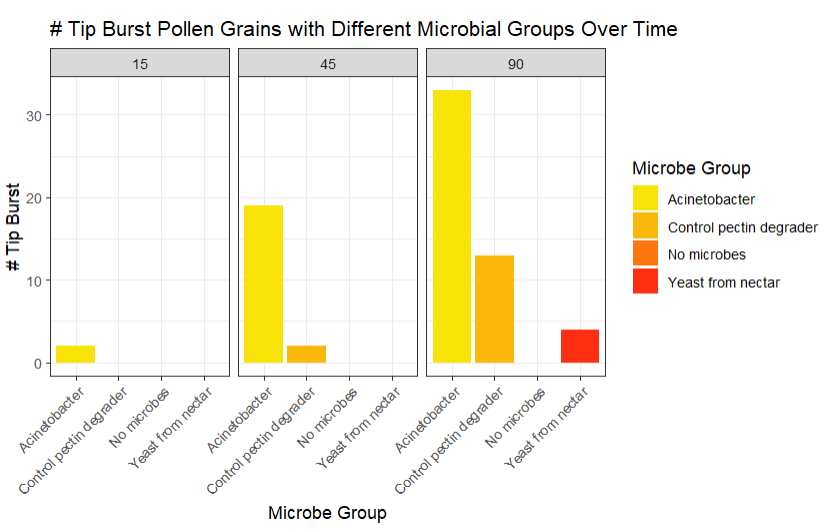 # Tip Burst Pollen Grains with Different Microbial Groups Over Time
15 45 90
30
20
10
0
# Tip Burst
Acinetobacter Control pectin degrader No microbes Yeast from nectar
Acinetobacter Control pectin degrader No microbes Yeast from nectar
Acinetobacter Control pectin degrader No microbes Yeast from nectar
Microbe Group
Microbe Group
Acinetobacter
Control pectin degrader
No microbes
Yeast from nectar